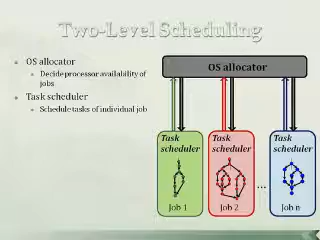 Two-Level Scheduling
OS allocator
Decide processor availability of
jobs
Task scheduler
Schedule tasks of individual job
OS allocator
Task
scheduler
Task
scheduler
Task
scheduler
...
Job 1
Job 2
Job n